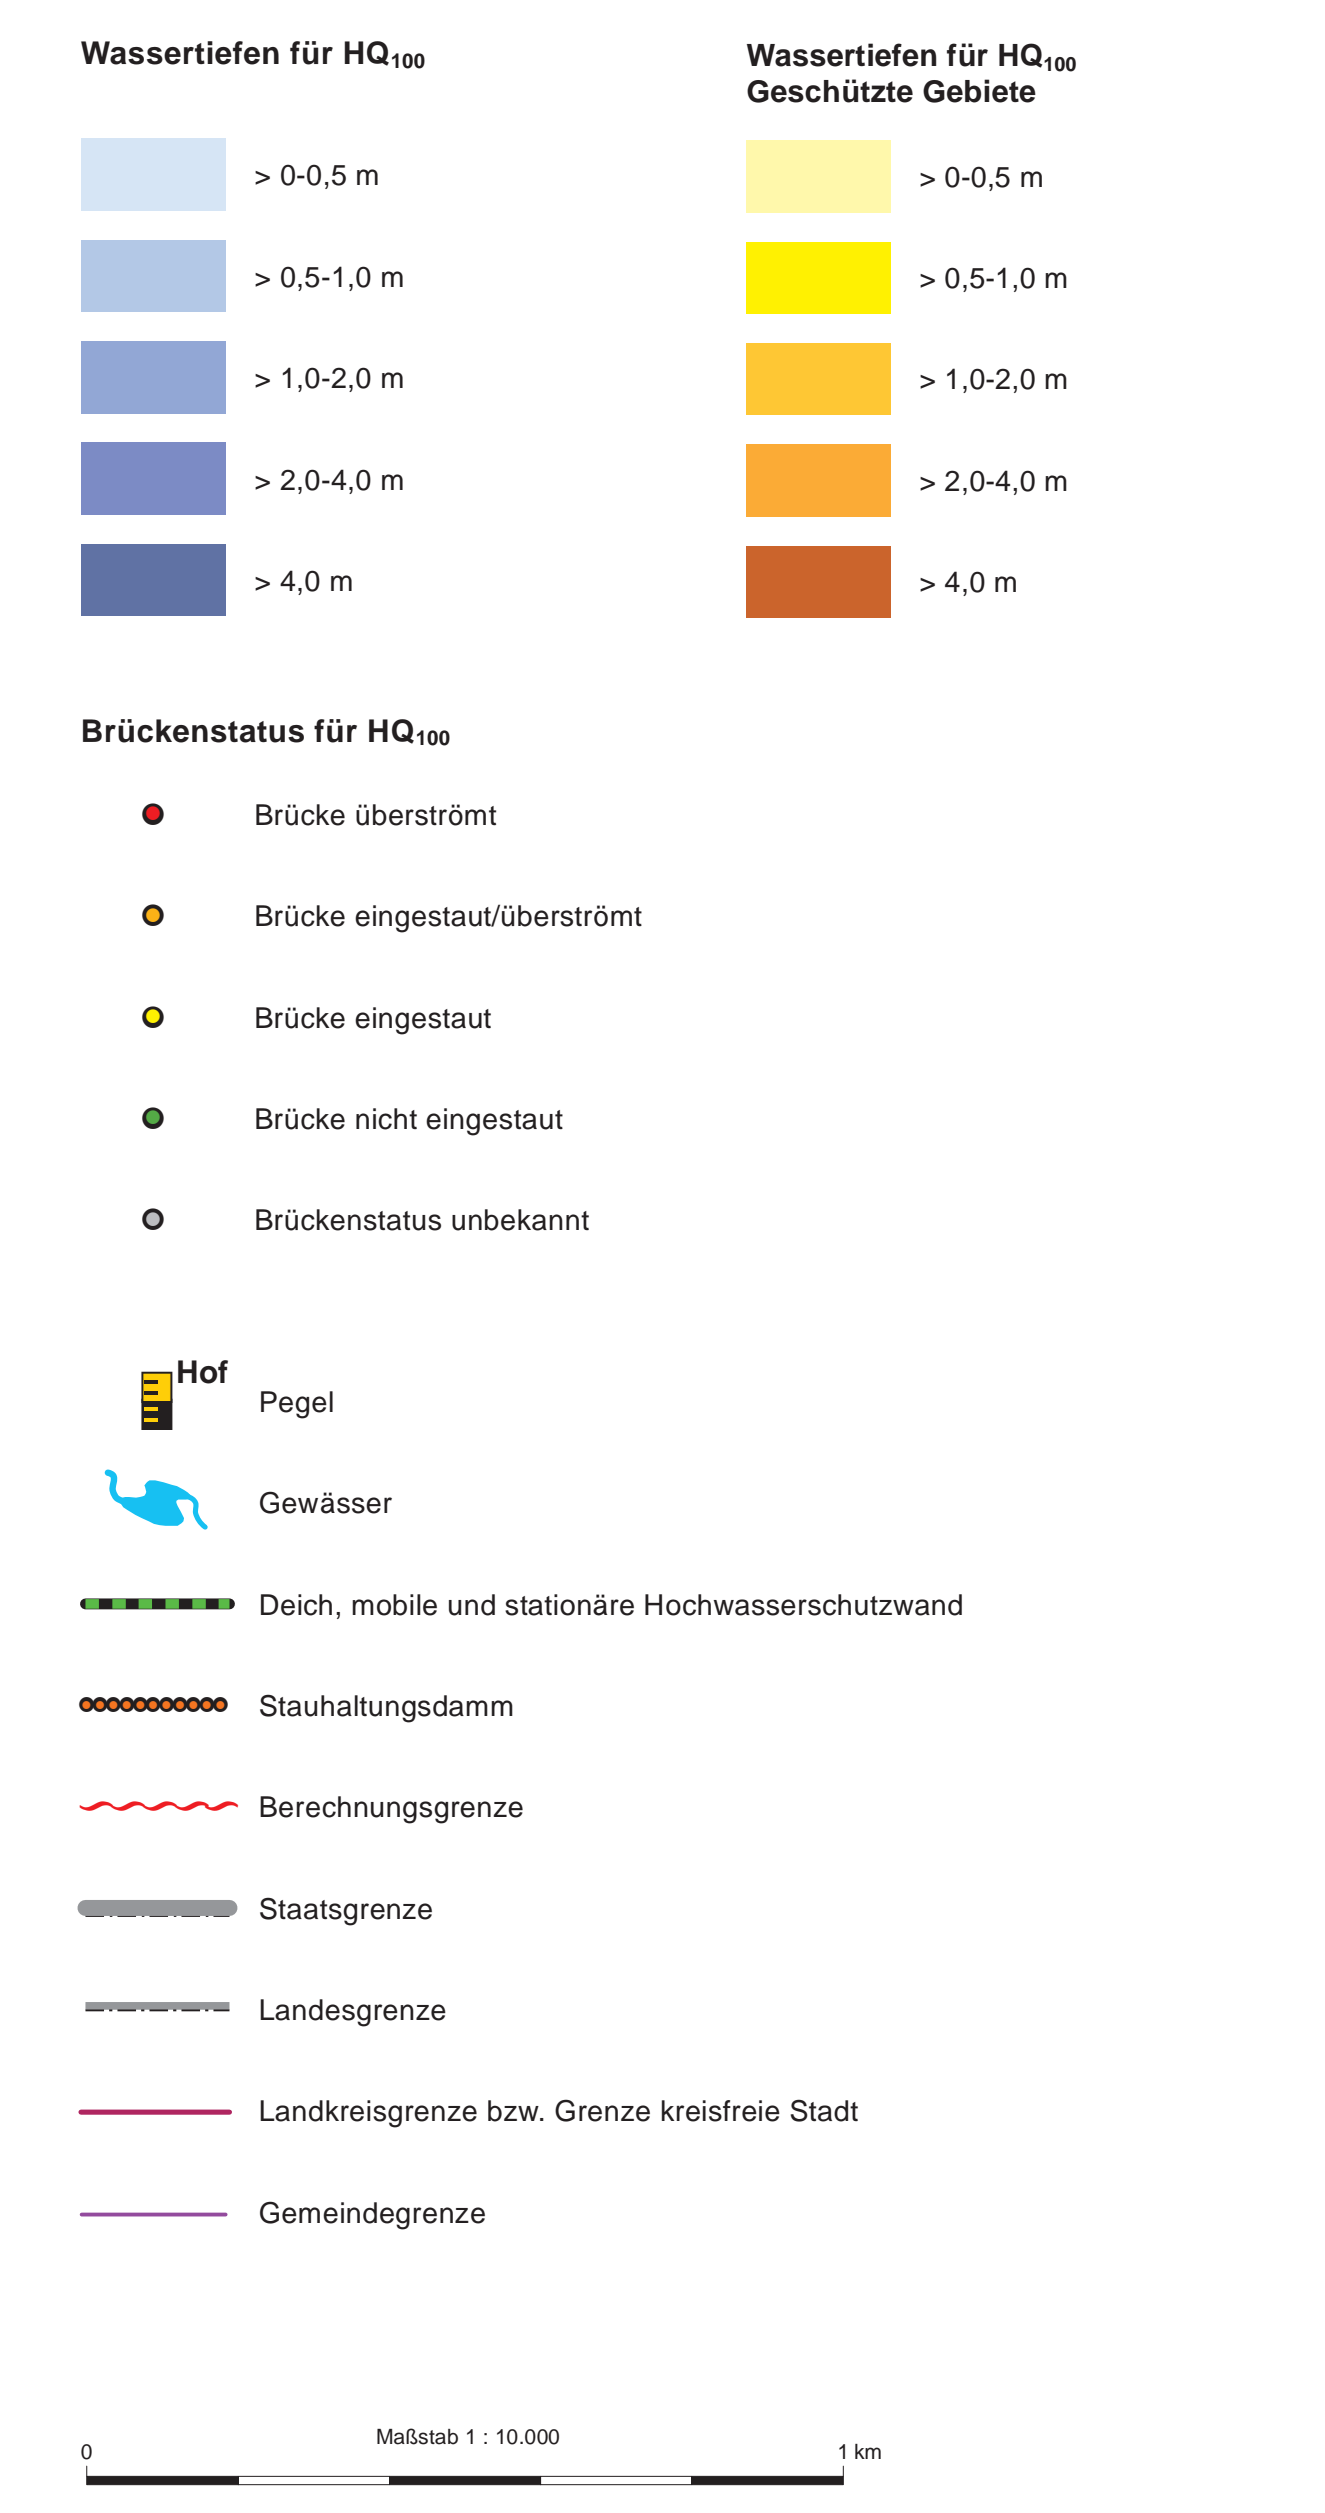 Wassertiefen für HQ100
> 0-0,5 m
> 0,5-1,0 m
> 1,0-2,0 m
> 2,0-4,0 m
> 4,0 m
Wassertiefen für HQ100
Geschützte Gebiete
> 0-0,5 m
> 0,5-1,0 m
> 1,0-2,0 m
> 2,0-4,0 m
> 4,0 m
Brückenstatus für HQ100
Brücke überströmt
Brücke eingestaut/überströmt
Brücke eingestaut
Brücke nicht eingestaut
Brückenstatus unbekannt
Hof
Pegel
Gewässer
Deich, mobile und stationäre Hochwasserschutzwand
Stauhaltungsdamm
Berechnungsgrenze
Staatsgrenze
Landesgrenze
Landkreisgrenze bzw. Grenze kreisfreie Stadt
Gemeindegrenze
Maßstab 1 : 10.000
0 1 km